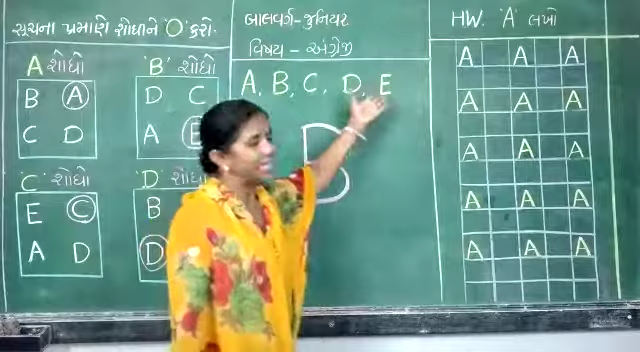 સૂચના પ્રમાણે શોધીને 'O' કરો.
A શોધો
B A
C D
'B' શોધો
D C
A
'C' શોધો
E C
A D
'D' શોધો
B
D
બાલવર્ગ-જુનિયર
વિષય - અંગ્રેજી
A, B, C, D, E
HW. 'A' લખો
A A A
A A A
A A A
A A A
A A A